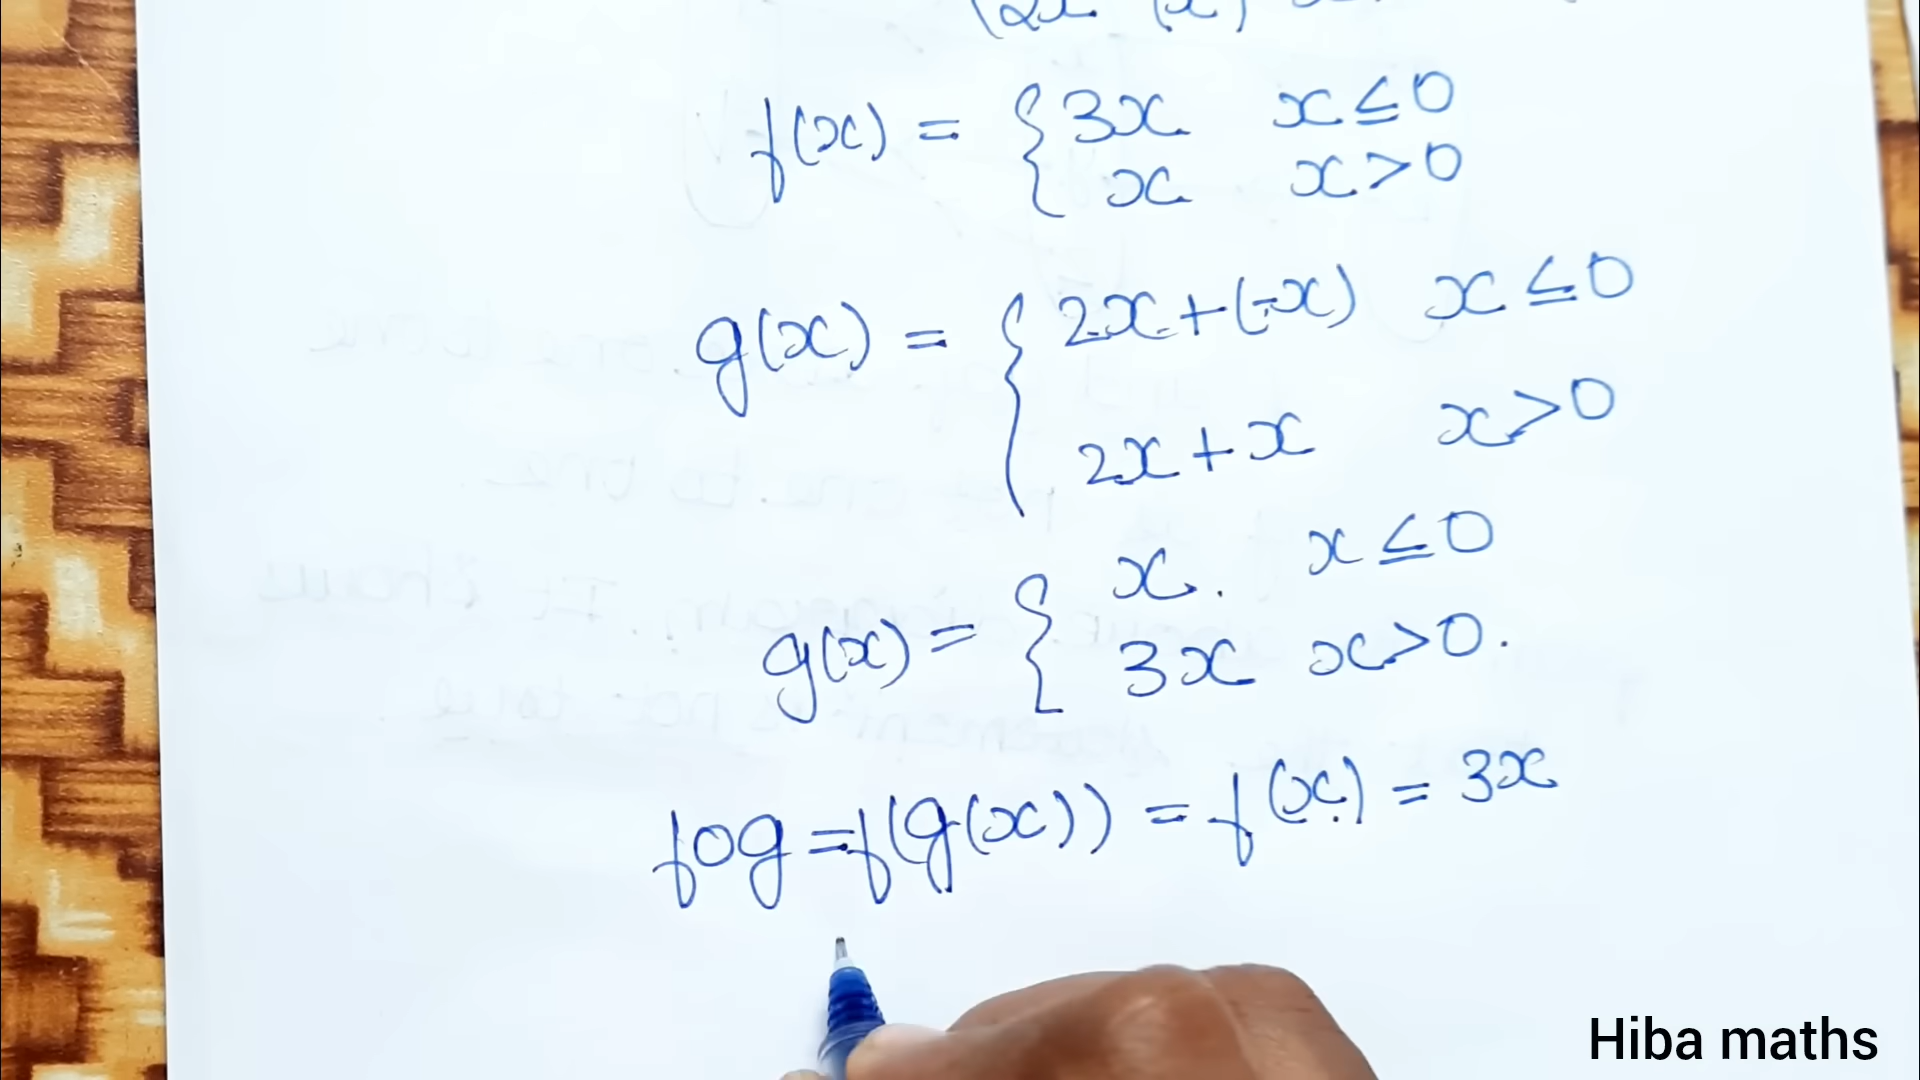 f(x) = { 3x x ≤ 0
x x > 0
g(x) = { 2x + (-x) x ≤ 0
2x + x x > 0
g(x) = { x. x ≤ 0
3x x > 0.
fog = f(g(x)) = f(x) = 3x
Hiba maths